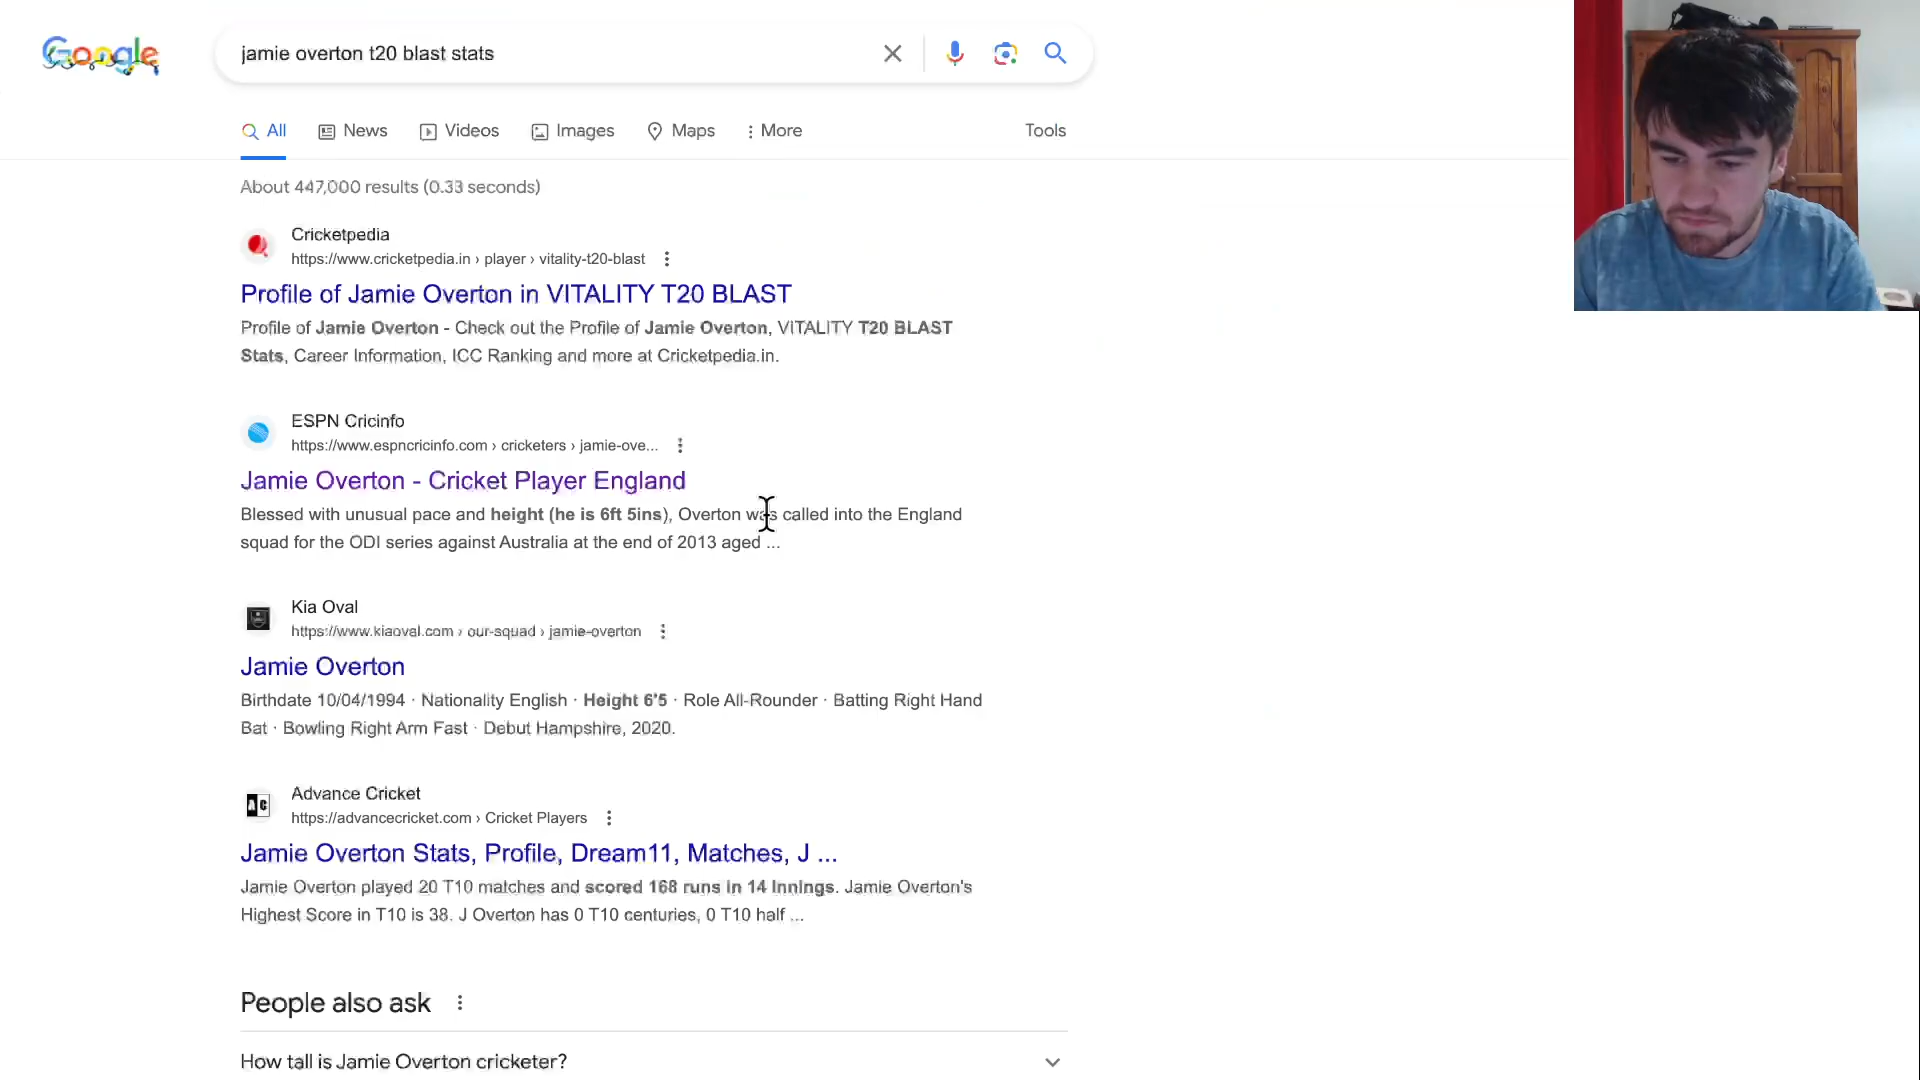 Google
jamie overton t20 blast stats
All
News
Videos
Images
Maps
More
Tools
About 447,000 results (0.33 seconds)
Cricketpedia
https://www.cricketpedia.in › player › vitality-t20-blast
Profile of Jamie Overton in VITALITY T20 BLAST
Profile of Jamie Overton - Check out the Profile of Jamie Overton, VITALITY T20 BLAST
Stats, Career Information, ICC Ranking and more at Cricketpedia.in.
ESPN Cricinfo
https://www.espncricinfo.com › cricketers › jamie-ove...
Jamie Overton - Cricket Player England
Blessed with unusual pace and height (he is 6ft 5ins), Overton was called into the England
squad for the ODI series against Australia at the end of 2013 aged ...
Kia Oval
https://www.kiaoval.com › our-squad › jamie-overton
Jamie Overton
Birthdate 10/04/1994 · Nationality English · Height 6'5 · Role All-Rounder · Batting Right Hand
Bat · Bowling Right Arm Fast · Debut Hampshire, 2020.
Advance Cricket
AC
https://advancecricket.com › Cricket Players
Jamie Overton Stats, Profile, Dream11, Matches, J ...
Jamie Overton played 20 T10 matches and scored 168 runs in 14 Innings. Jamie Overton's
Highest Score in T10 is 38. J Overton has 0 T10 centuries, 0 T10 half ...
People also ask
How tall is Jamie Overton cricketer?